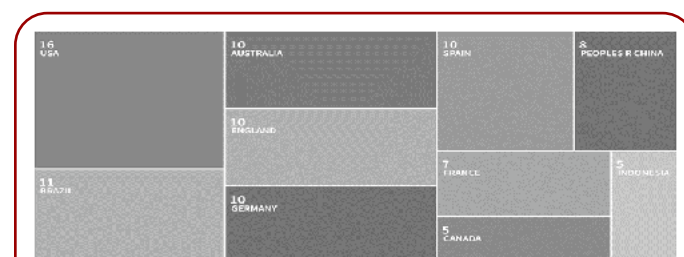 16
USA
11
BRAZIL
10
AUSTRALIA
10
ENGLAND
10
GERMANY
10
SPAIN
8
PEOPLES R CHINA
7
FRANCE
5
CANADA
5
INDONESIA